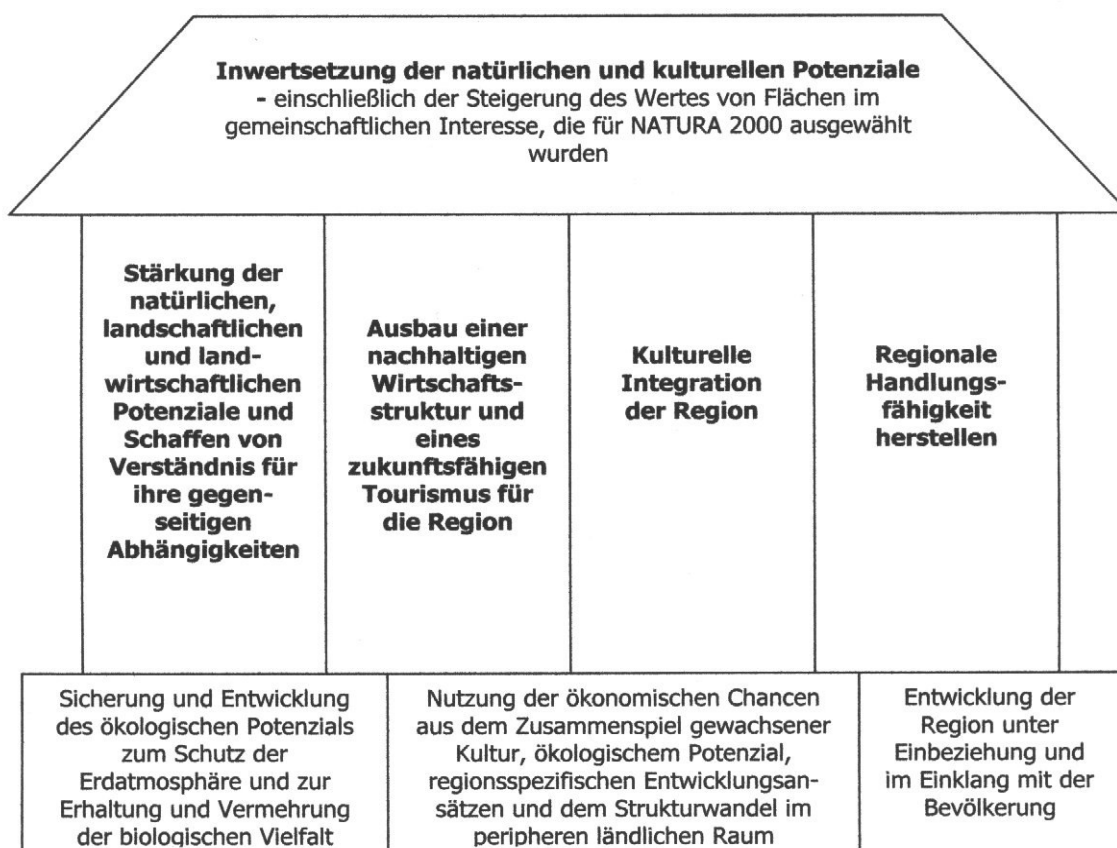 Inwertsetzung der natürlichen und kulturellen Potenziale
- einschließlich der Steigerung des Wertes von Flächen im
gemeinschaftlichen Interesse, die für NATURA 2000 ausgewählt
wurden
Stärkung der
natürlichen,
landschaftlichen
und land-
wirtschaftlichen
Potenziale und
Schaffen von
Verständnis für
ihre gegen-
seitigen
Abhängigkeiten
Ausbau einer
nachhaltigen
Wirtschafts-
struktur und
eines
zukunftsfähigen
Tourismus für
die Region
Kulturelle
Integration
der Region
Regionale
Handlungs-
fähigkeit
herstellen
Sicherung und Entwicklung
des ökologischen Potenzials
zum Schutz der
Erdatmosphäre und zur
Erhaltung und Vermehrung
der biologischen Vielfalt
Nutzung der ökonomischen Chancen
aus dem Zusammenspiel gewachsener
Kultur, ökologischem Potenzial,
regionsspezifischen Entwicklungsan-
sätzen und dem Strukturwandel im
peripheren ländlichen Raum
Entwicklung der
Region unter
Einbeziehung und
im Einklang mit der
Bevölkerung